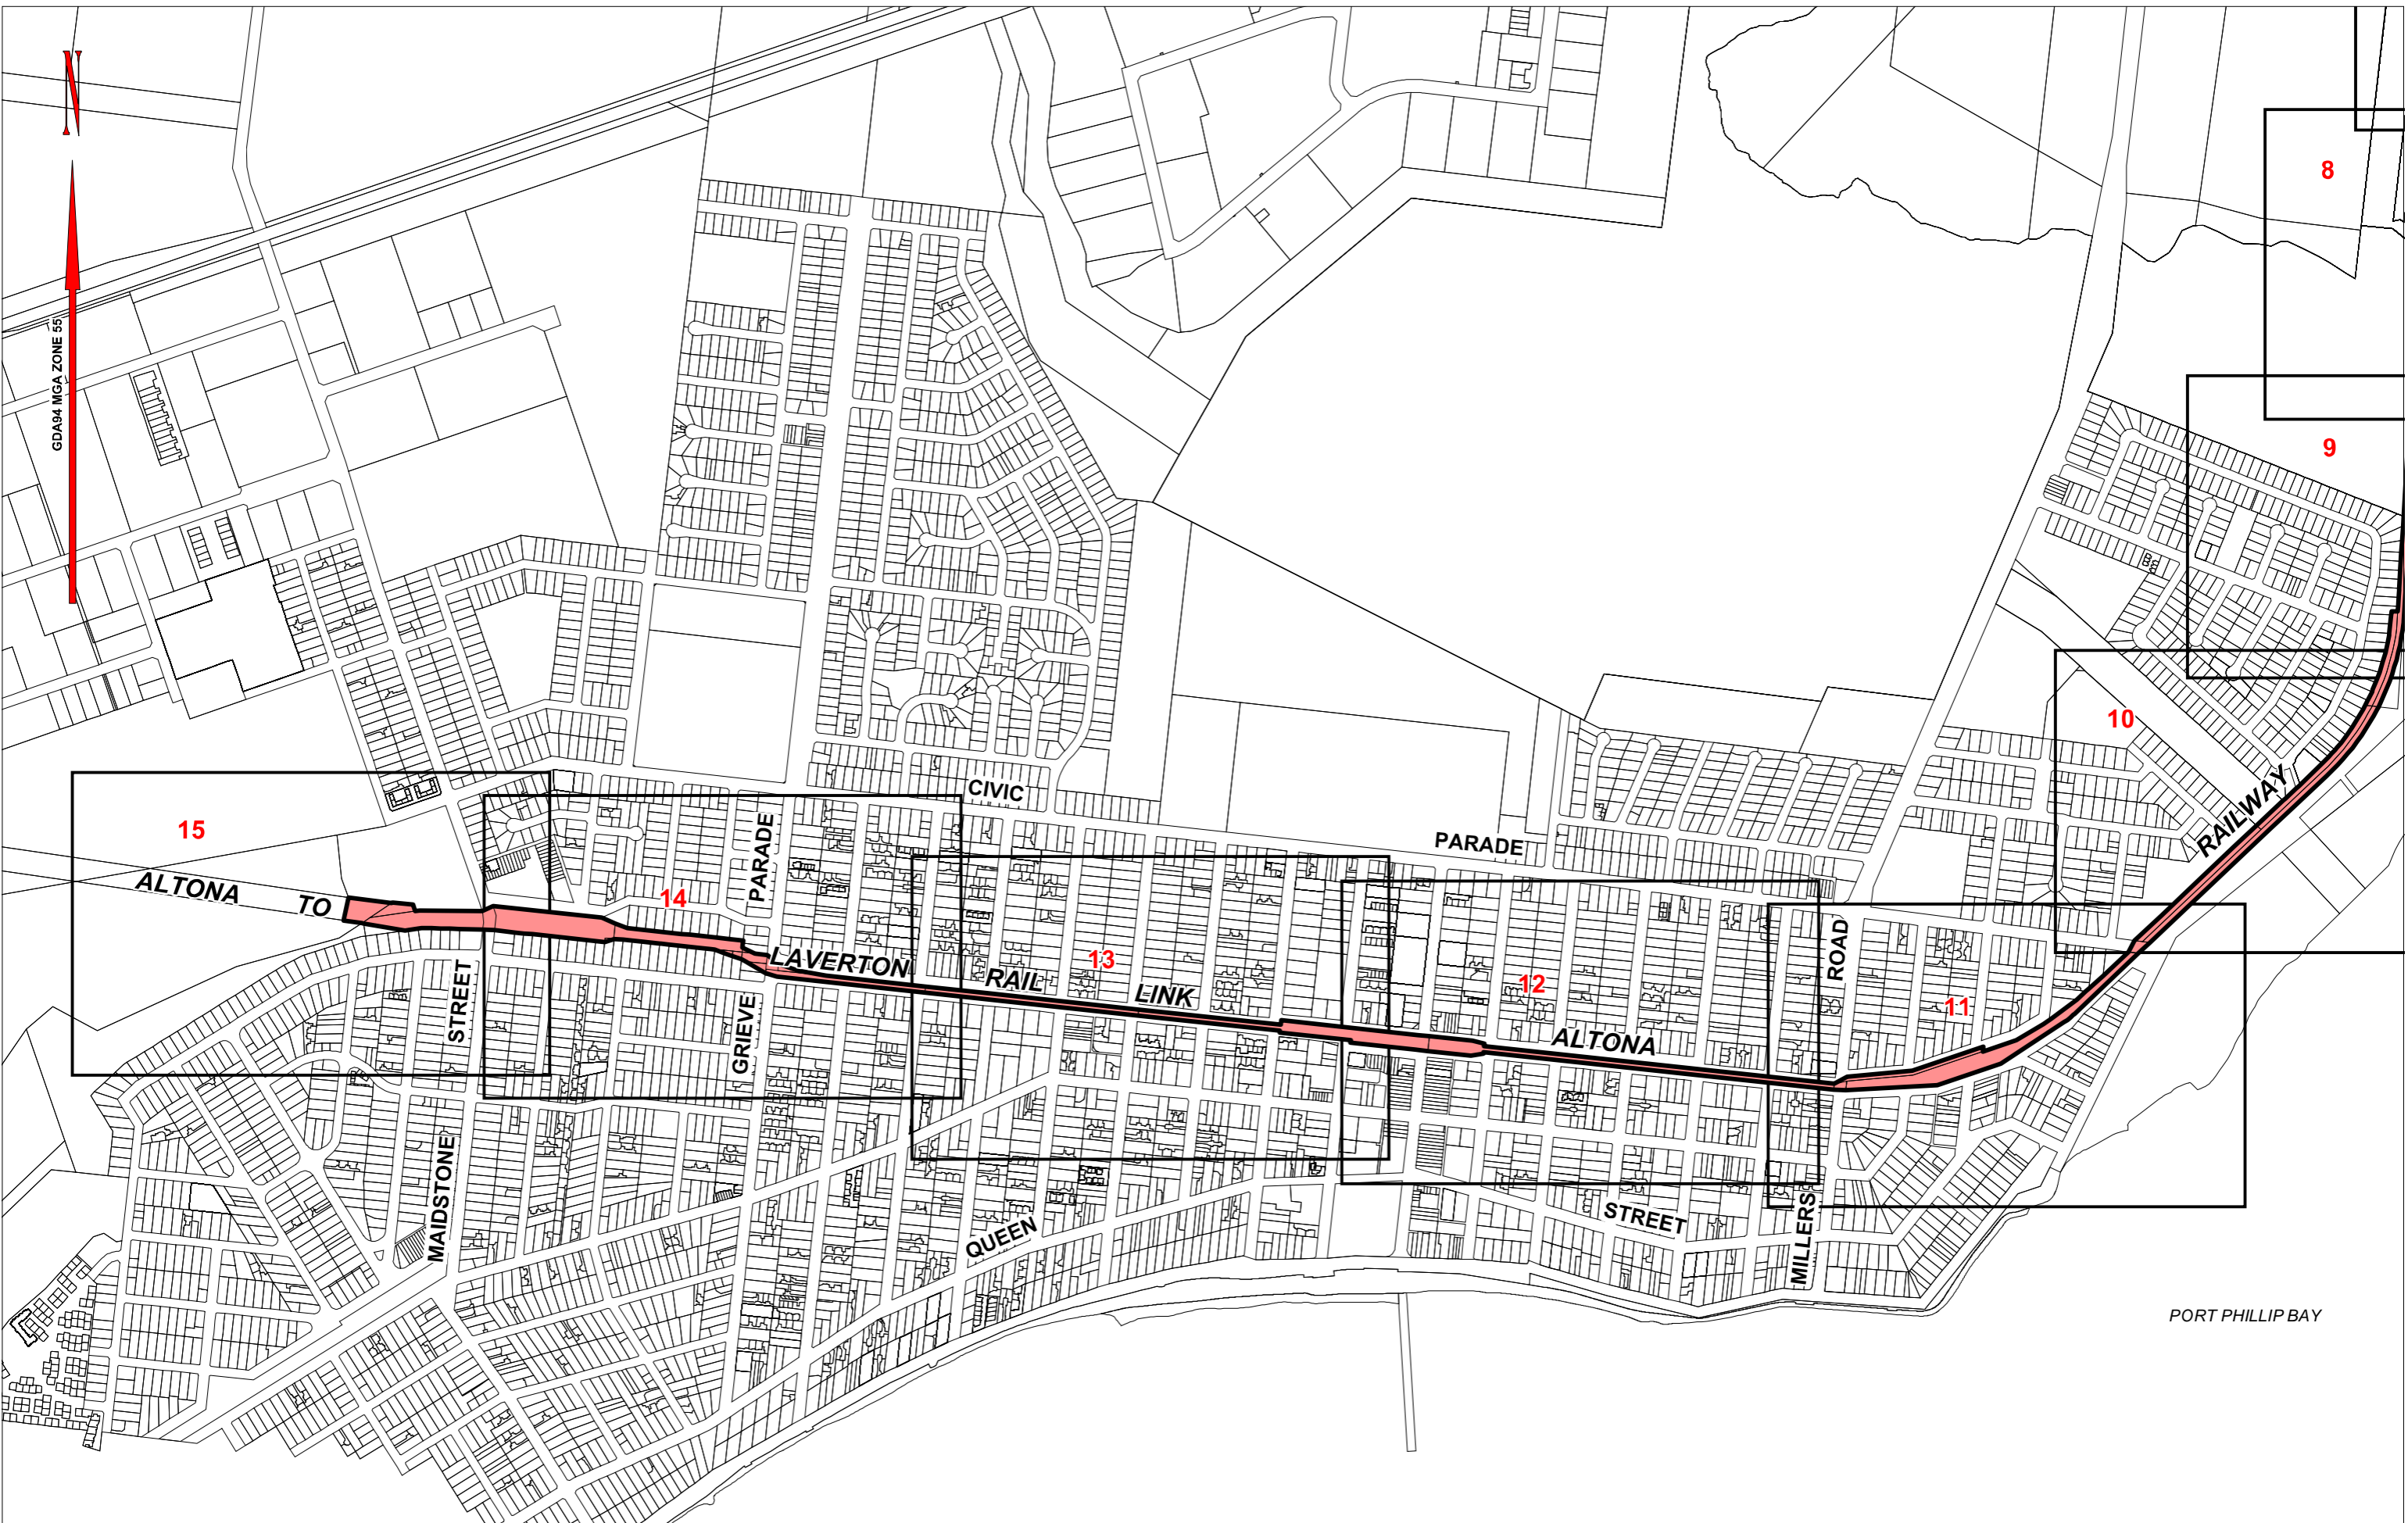 N
GDA94 MGA ZONE 55
8
9
10
RAILWAY
CIVIC
PARADE
15
ALTONA
TO
14
PARADE
LAVERTON
13
RAIL
LINK
12
ALTONA
ROAD
11
STREET
GRIEVE
MAIDSTONE
QUEEN
STREET
MILLERS
PORT PHILLIP BAY